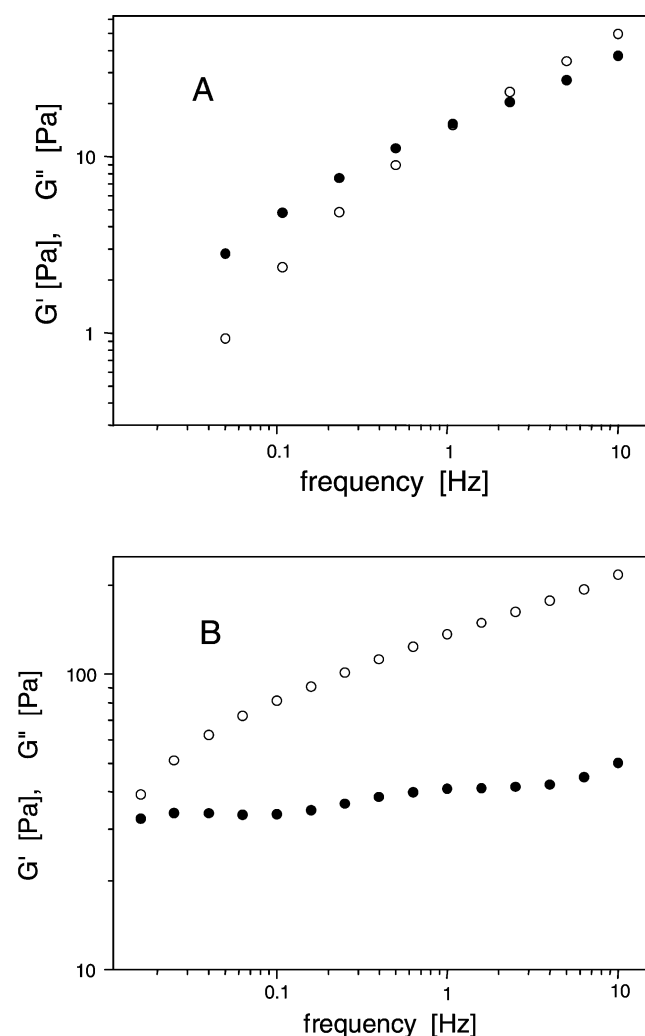 A
G' [Pa], G" [Pa]
10
1
0.1 1 10
frequency [Hz]
B
G' [Pa], G" [Pa]
100
10
0.1 1 10
frequency [Hz]